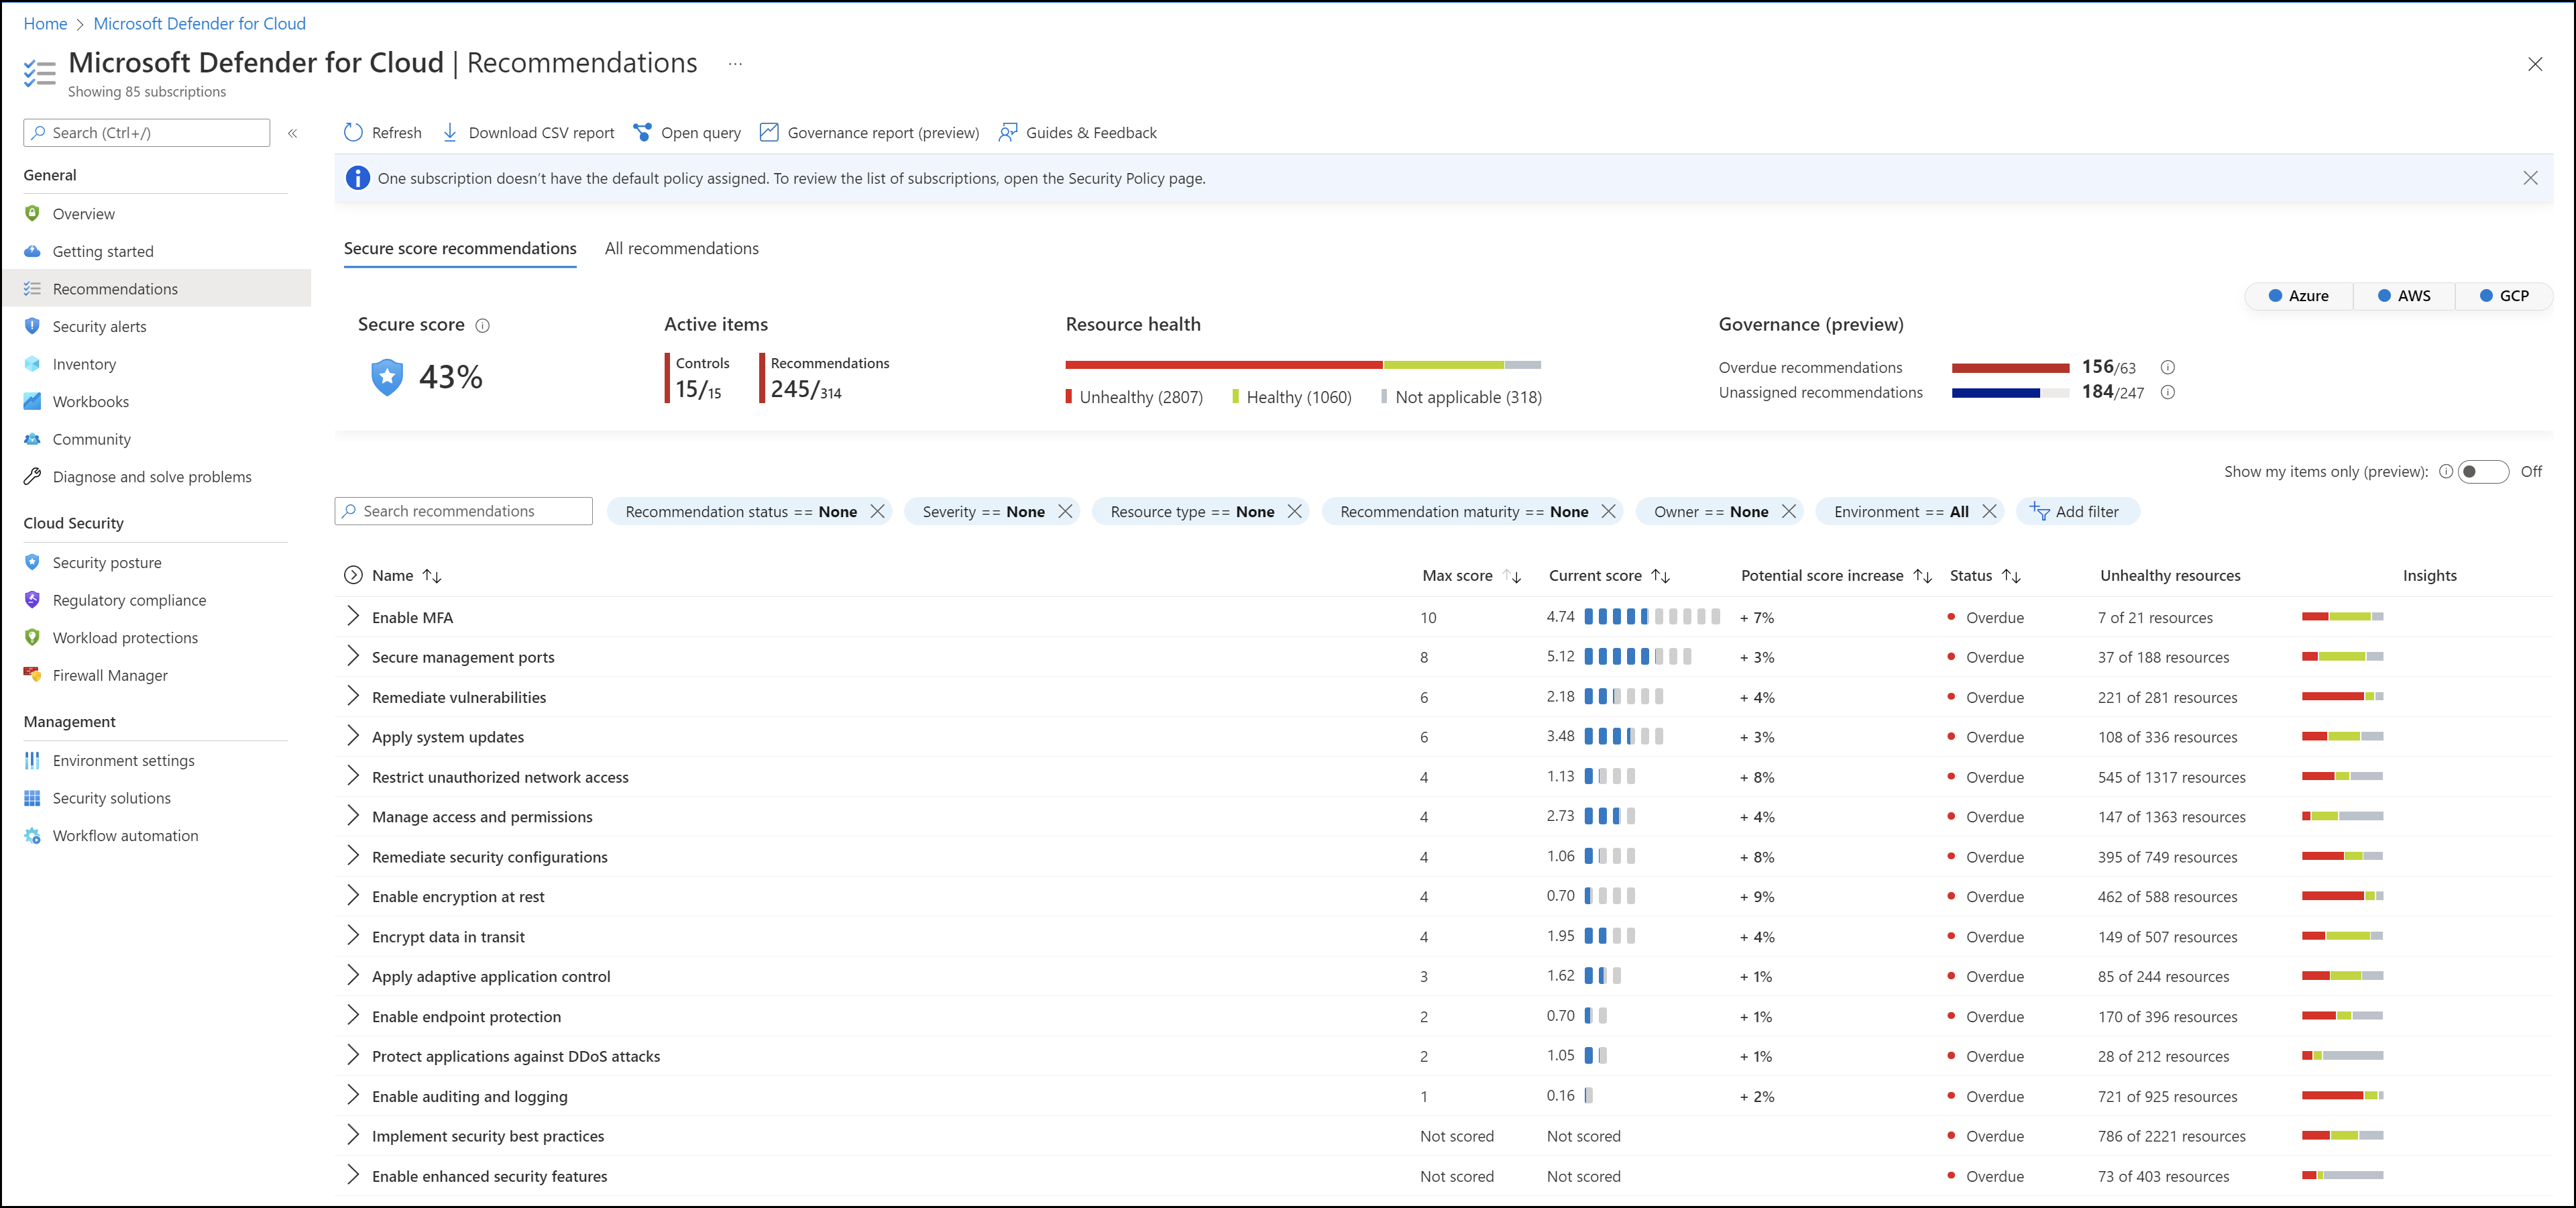 Home > Microsoft Defender for Cloud
Microsoft Defender for Cloud | Recommendations ...
Showing 85 subscriptions
Search (Ctrl+/) «
Refresh Download CSV report Open query Governance report (preview) Guides & Feedback
One subscription doesn't have the default policy assigned. To review the list of subscriptions, open the Security Policy page.
General
Overview
Getting started
Recommendations
Security alerts
Inventory
Workbooks
Community
Diagnose and solve problems
Cloud Security
Security posture
Regulatory compliance
Workload protections
Firewall Manager
Management
Environment settings
Security solutions
Workflow automation
Secure score recommendations All recommendations
Azure AWS GCP
Secure score
43%
Active items
Controls
15/15
Recommendations
245/314
Resource health
Unhealthy (2807) Healthy (1060) Not applicable (318)
Governance (preview)
Overdue recommendations 156/63
Unassigned recommendations 184/247
Show my items only (preview): Off
Search recommendations Recommendation status == None Severity == None Resource type == None Recommendation maturity == None Owner == None Environment == All Add filter
Name Max score Current score Potential score increase Status Unhealthy resources Insights
Enable MFA 10 4.74 + 7% Overdue 7 of 21 resources
Secure management ports 8 5.12 + 3% Overdue 37 of 188 resources
Remediate vulnerabilities 6 2.18 + 4% Overdue 221 of 281 resources
Apply system updates 6 3.48 + 3% Overdue 108 of 336 resources
Restrict unauthorized network access 4 1.13 + 8% Overdue 545 of 1317 resources
Manage access and permissions 4 2.73 + 4% Overdue 147 of 1363 resources
Remediate security configurations 4 1.06 + 8% Overdue 395 of 749 resources
Enable encryption at rest 4 0.70 + 9% Overdue 462 of 588 resources
Encrypt data in transit 4 1.95 + 4% Overdue 149 of 507 resources
Apply adaptive application control 3 1.62 + 1% Overdue 85 of 244 resources
Enable endpoint protection 2 0.70 + 1% Overdue 170 of 396 resources
Protect applications against DDoS attacks 2 1.05 + 1% Overdue 28 of 212 resources
Enable auditing and logging 1 0.16 + 2% Overdue 721 of 925 resources
Implement security best practices Not scored Not scored Overdue 786 of 2221 resources
Enable enhanced security features Not scored Not scored Overdue 73 of 403 resources